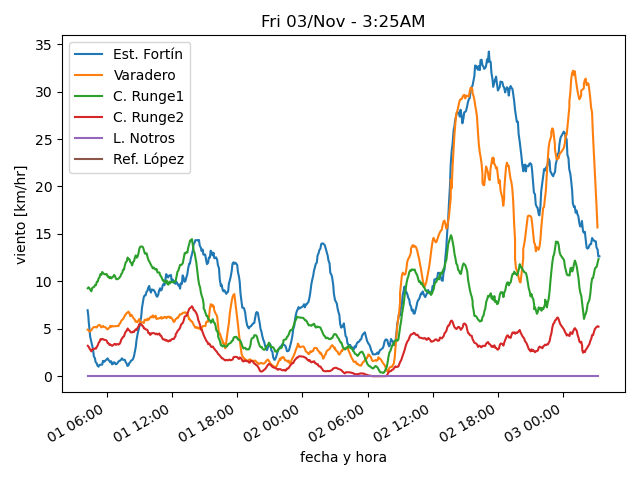 Fri 03/Nov - 3:25AM
35
30
25
20
15
10
5
0
viento [km/hr]
Est. Fortín
Varadero
C. Runge1
C. Runge2
L. Notros
Ref. López
01 06:00
01 12:00
01 18:00
02 00:00
02 06:00
02 12:00
02 18:00
03 00:00
fecha y hora